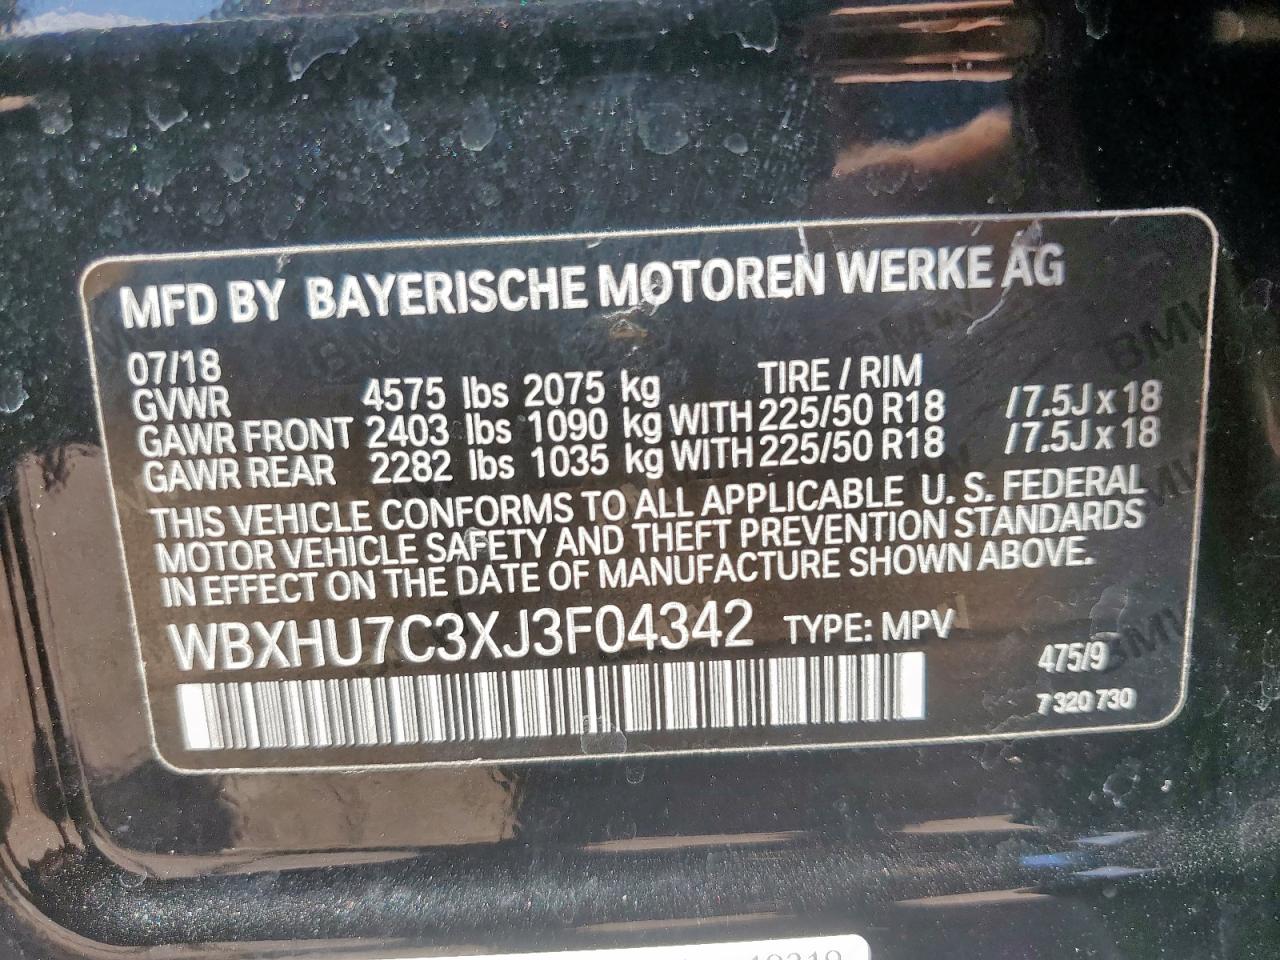 MFD BY BAYERISCHE MOTOREN WERKE AG
07/18
TIRE / RIM
GVWR 4575 lbs 2075 kg
GAWR FRONT 2403 lbs 1090 kg WITH 225/50 R18 / 7.5J x 18
GAWR REAR 2282 lbs 1035 kg WITH 225/50 R18 / 7.5J x 18
THIS VEHICLE CONFORMS TO ALL APPLICABLE U. S. FEDERAL
MOTOR VEHICLE SAFETY AND THEFT PREVENTION STANDARDS
IN EFFECT ON THE DATE OF MANUFACTURE SHOWN ABOVE.
WBXHU7C3XJ3F04342 TYPE: MPV
475/9
7 320 730